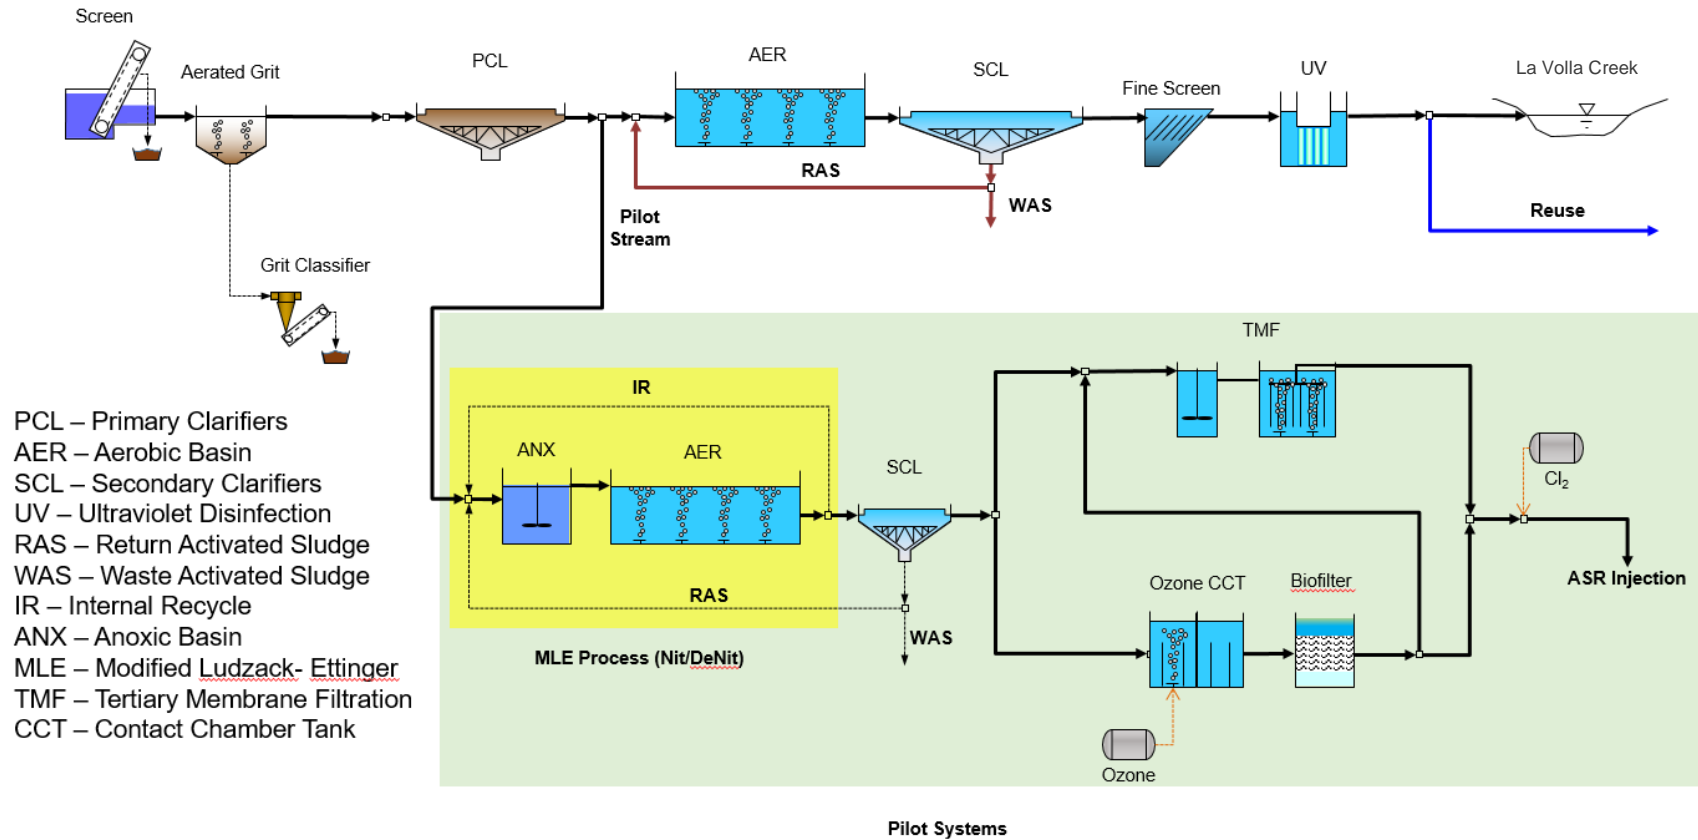 Screen
Aerated Grit
PCL
AER
SCL
Fine Screen
UV
La Volla Creek
RAS
WAS
Pilot
Stream
Reuse
Grit Classifier
TMF
IR
ANX
AER
SCL
Cl₂
RAS
WAS
Ozone CCT
Biofilter
ASR Injection
MLE Process (Nit/DeNit)
Ozone
PCL – Primary Clarifiers
AER – Aerobic Basin
SCL – Secondary Clarifiers
UV – Ultraviolet Disinfection
RAS – Return Activated Sludge
WAS – Waste Activated Sludge
IR – Internal Recycle
ANX – Anoxic Basin
MLE – Modified Ludzack- Ettinger
TMF – Tertiary Membrane Filtration
CCT – Contact Chamber Tank
Pilot Systems